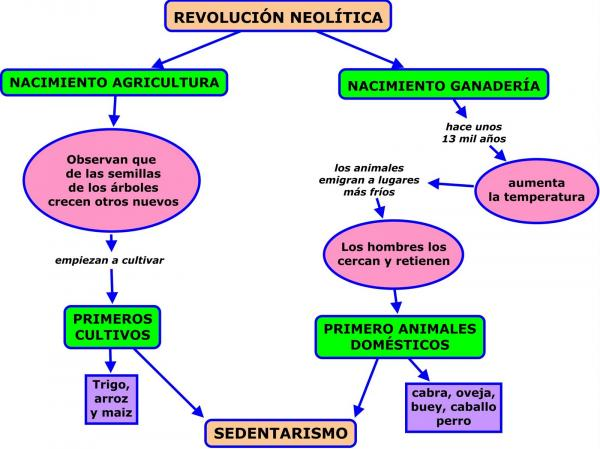 REVOLUCIÓN NEOLÍTICA
NACIMIENTO AGRICULTURA
NACIMIENTO GANADERÍA
hace unos
13 mil años
Observan que
de las semillas
de los árboles
crecen otros nuevos
los animales
emigran a lugares
más fríos
aumenta
la temperatura
Los hombres los
cercan y retienen
empiezan a cultivar
PRIMEROS
CULTIVOS
PRIMERO ANIMALES
DOMÉSTICOS
Trigo,
arroz
y maiz
cabra, oveja,
buey, caballo
perro
SEDENTARISMO